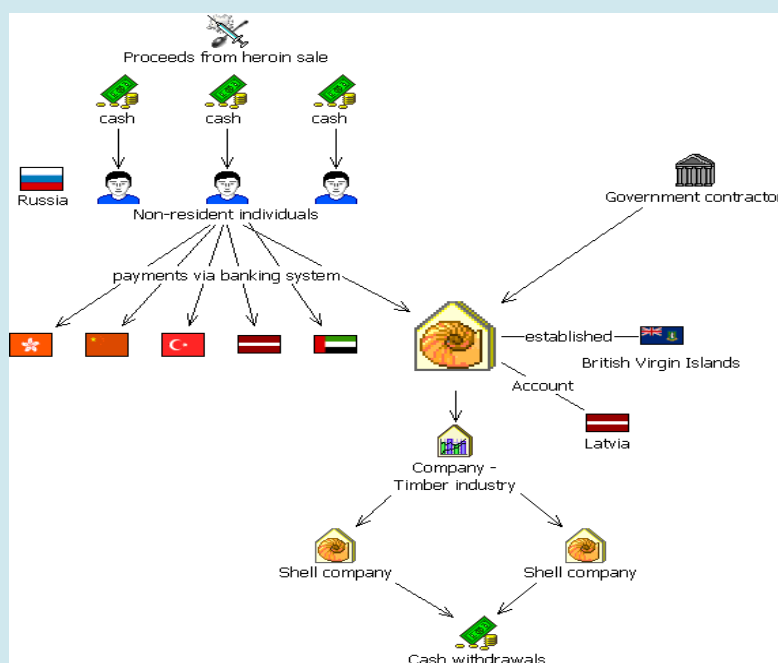 Proceeds from heroin sale
cash
cash
cash
Russia
Non-resident individuals
Government contractor
payments via banking system
established
British Virgin Islands
Account
Latvia
Company -
Timber industry
Shell company
Shell company
Cash withdrawals